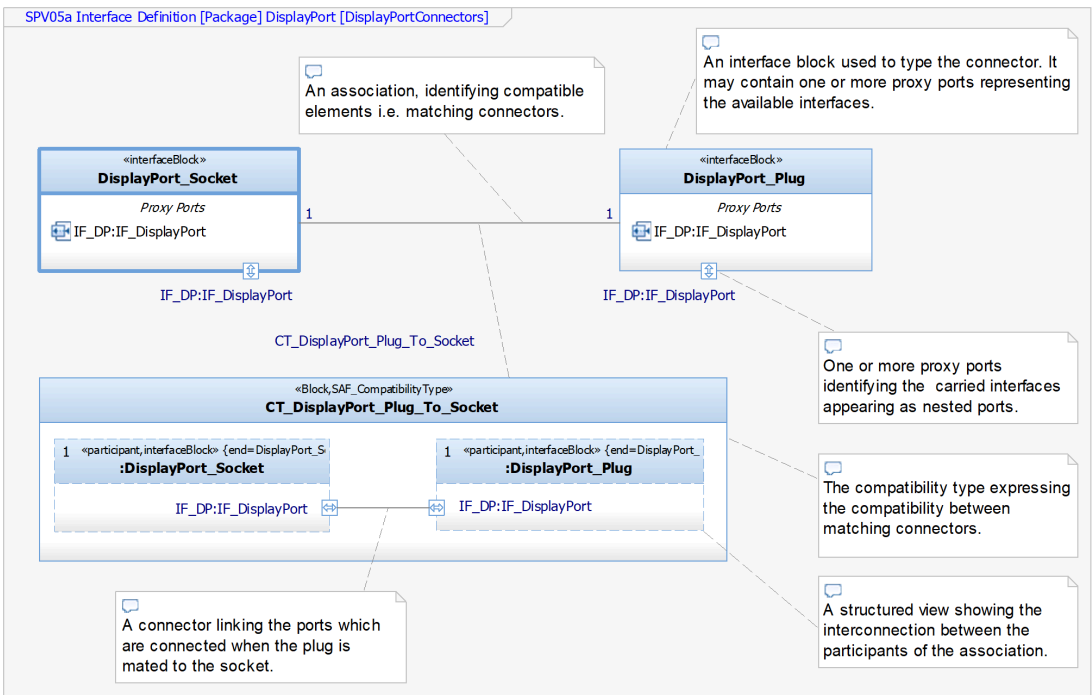 SPV05a Interface Definition [Package] DisplayPort [DisplayPortConnectors]
An association, identifying compatible
elements i.e. matching connectors.
An interface block used to type the connector. It
may contain one or more proxy ports representing
the available interfaces.
«interfaceBlock»
DisplayPort_Socket
Proxy Ports
IF_DP:IF_DisplayPort
1
1
«interfaceBlock»
DisplayPort_Plug
Proxy Ports
IF_DP:IF_DisplayPort
IF_DP:IF_DisplayPort
IF_DP:IF_DisplayPort
CT_DisplayPort_Plug_To_Socket
One or more proxy ports
identifying the carried interfaces
appearing as nested ports.
«Block,SAF_CompatibilityType»
CT_DisplayPort_Plug_To_Socket
1 «participant,interfaceBlock» {end=DisplayPort_S
:DisplayPort_Socket
IF_DP:IF_DisplayPort
1 «participant,interfaceBlock» {end=DisplayPort_
:DisplayPort_Plug
IF_DP:IF_DisplayPort
The compatibility type expressing
the compatibility between
matching connectors.
A structured view showing the
interconnection between the
participants of the association.
A connector linking the ports which
are connected when the plug is
mated to the socket.